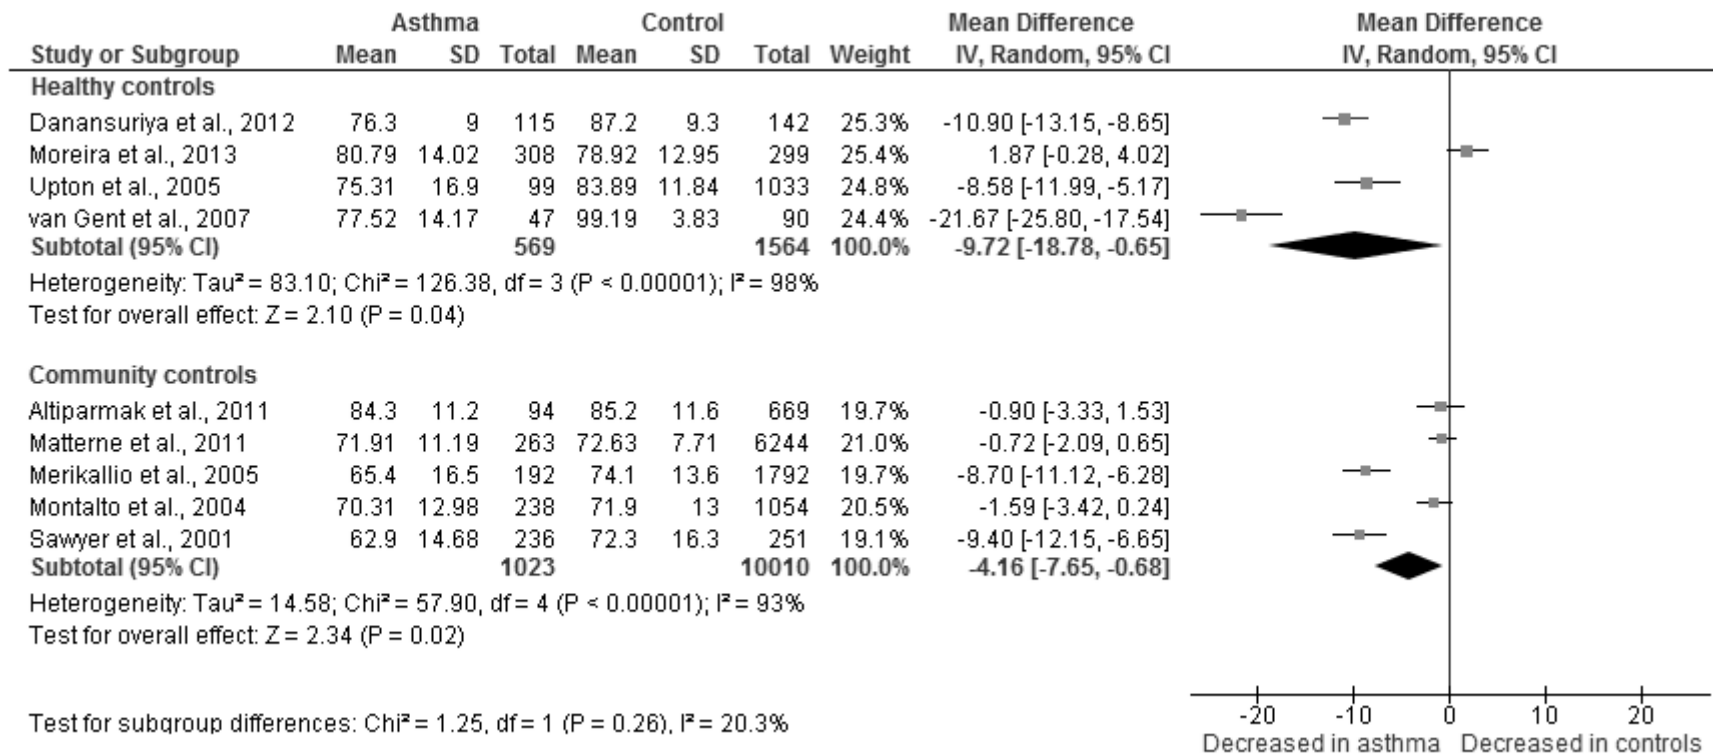 Asthma Control Mean Difference Mean Difference
Study or Subgroup Mean SD Total Mean SD Total Weight IV, Random, 95% CI IV, Random, 95% CI
Healthy controls
Danansuriya et al., 2012 76.3 9 115 87.2 9.3 142 25.3% -10.90 [-13.15, -8.65]
Moreira et al., 2013 80.79 14.02 308 78.92 12.95 299 25.4% 1.87 [-0.28, 4.02]
Upton et al., 2005 75.31 16.9 99 83.89 11.84 1033 24.8% -8.58 [-11.99, -5.17]
van Gent et al., 2007 77.52 14.17 47 99.19 3.83 90 24.4% -21.67 [-25.80, -17.54]
Subtotal (95% CI) 569 1564 100.0% -9.72 [-18.78, -0.65]
Heterogeneity: Tau² = 83.10; Chi² = 126.38, df = 3 (P < 0.00001); I² = 98%
Test for overall effect: Z = 2.10 (P = 0.04)
Community controls
Altiparmak et al., 2011 84.3 11.2 94 85.2 11.6 669 19.7% -0.90 [-3.33, 1.53]
Matterne et al., 2011 71.91 11.19 263 72.63 7.71 6244 21.0% -0.72 [-2.09, 0.65]
Merikallio et al., 2005 65.4 16.5 192 74.1 13.6 1792 19.7% -8.70 [-11.12, -6.28]
Montalto et al., 2004 70.31 12.98 238 71.9 13 1054 20.5% -1.59 [-3.42, 0.24]
Sawyer et al., 2001 62.9 14.68 236 72.3 16.3 251 19.1% -9.40 [-12.15, -6.65]
Subtotal (95% CI) 1023 10010 100.0% -4.16 [-7.65, -0.68]
Heterogeneity: Tau² = 14.58; Chi² = 57.90, df = 4 (P < 0.00001); I² = 93%
Test for overall effect: Z = 2.34 (P = 0.02)
Test for subgroup differences: Chi² = 1.25, df = 1 (P = 0.26), I² = 20.3%
-20 -10 0 10 20
Decreased in asthma Decreased in controls